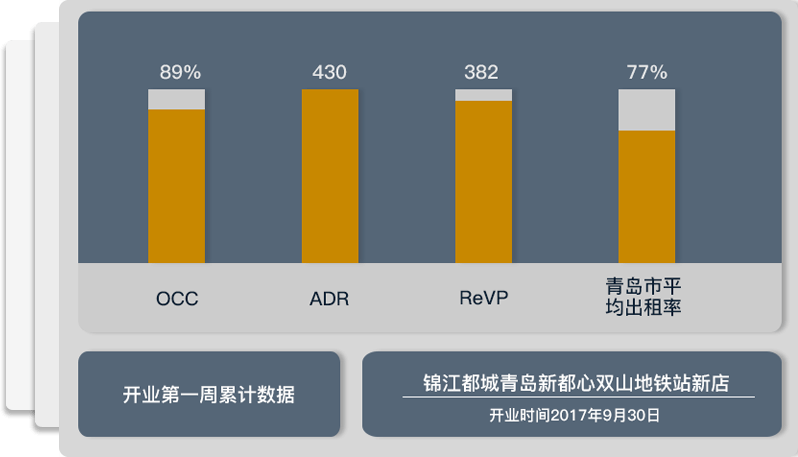 89%
430
382
77%
OCC
ADR
ReVP
青岛市平
均出租率
开业第一周累计数据
锦江都城青岛新都心双山地铁站新店
开业时间2017年9月30日